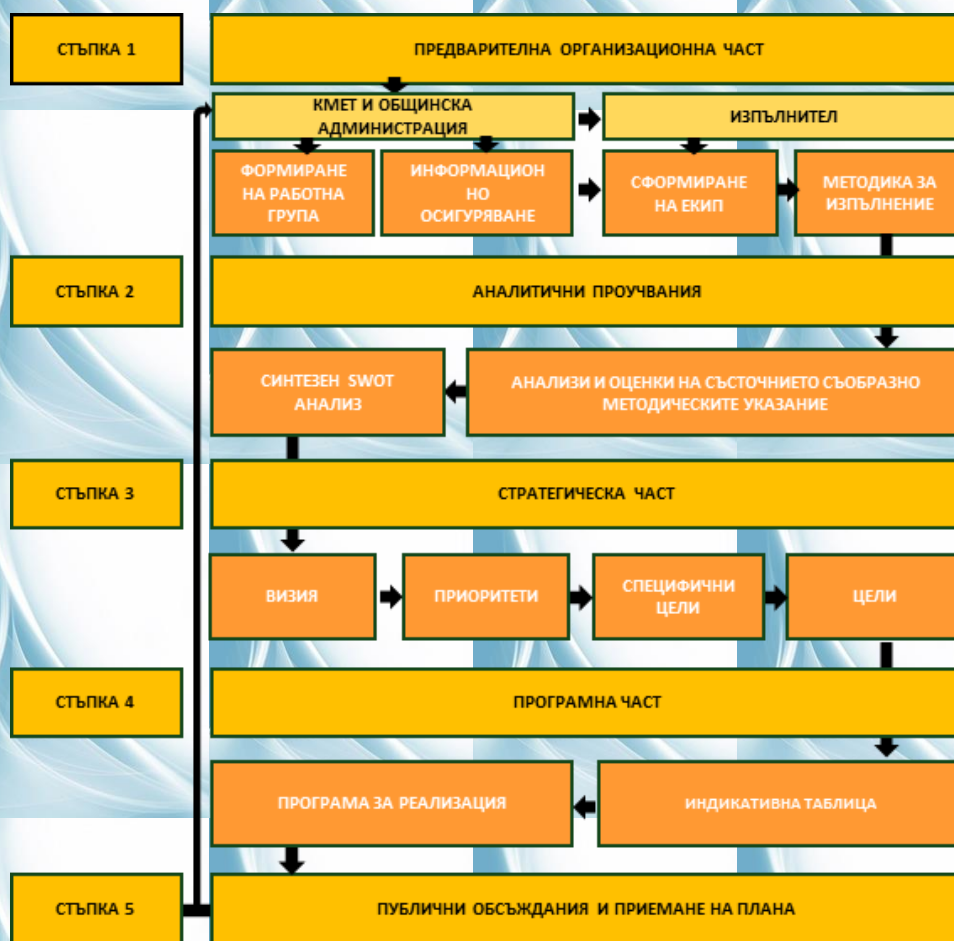 СТЪПКА 1
ПРЕДВАРИТЕЛНА ОРГАНИЗАЦИОННА ЧАСТ
КМЕТ И ОБЩИНСКА
АДМИНИСТРАЦИЯ
ИЗПЪЛНИТЕЛ
ФОРМИРАНЕ
НА РАБОТНА
ГРУПА
ИНФОРМАЦИОН
НО
ОСИГУРЯВАНЕ
СФОРМИРАНЕ
НА ЕКИП
МЕТОДИКА ЗА
ИЗПЪЛНЕНИЕ
СТЪПКА 2
АНАЛИТИЧНИ ПРОУЧВАНИЯ
СИНТЕЗЕН SWOT
АНАЛИЗ
АНАЛИЗИ И ОЦЕНКИ НА СЪСТОЧНИЕТО СЪОБРАЗНО
МЕТОДИЧЕСКИТЕ УКАЗАНИЕ
СТЪПКА 3
СТРАТЕГИЧЕСКА ЧАСТ
ВИЗИЯ
ПРИОРИТЕТИ
СПЕЦИФИЧНИ
ЦЕЛИ
ЦЕЛИ
СТЪПКА 4
ПРОГРАМНА ЧАСТ
ПРОГРАМА ЗА РЕАЛИЗАЦИЯ
ИНДИКАТИВНА ТАБЛИЦА
СТЪПКА 5
ПУБЛИЧНИ ОБСЪЖДАНИЯ И ПРИЕМАНЕ НА ПЛАНА